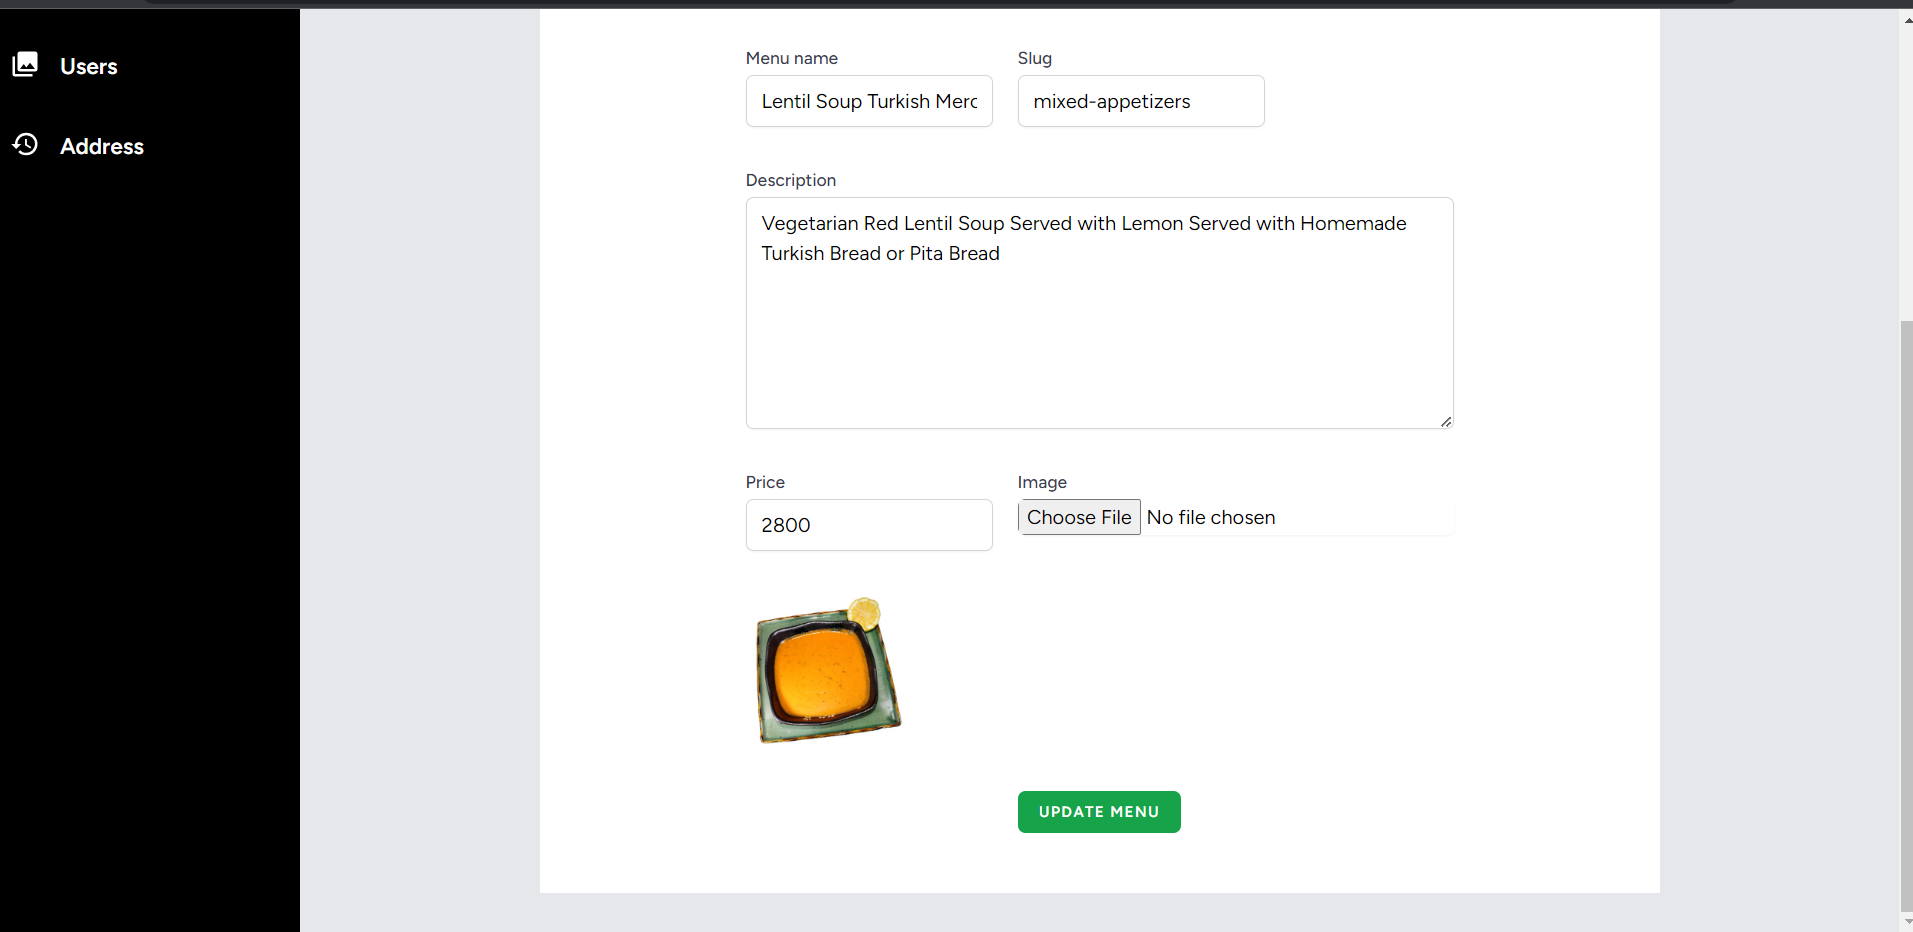 Users
Address
Menu name
Slug
Lentil Soup Turkish Merc
mixed-appetizers
Description
Vegetarian Red Lentil Soup Served with Lemon Served with Homemade
Turkish Bread or Pita Bread
Price
Image
2800
Choose File No file chosen
UPDATE MENU